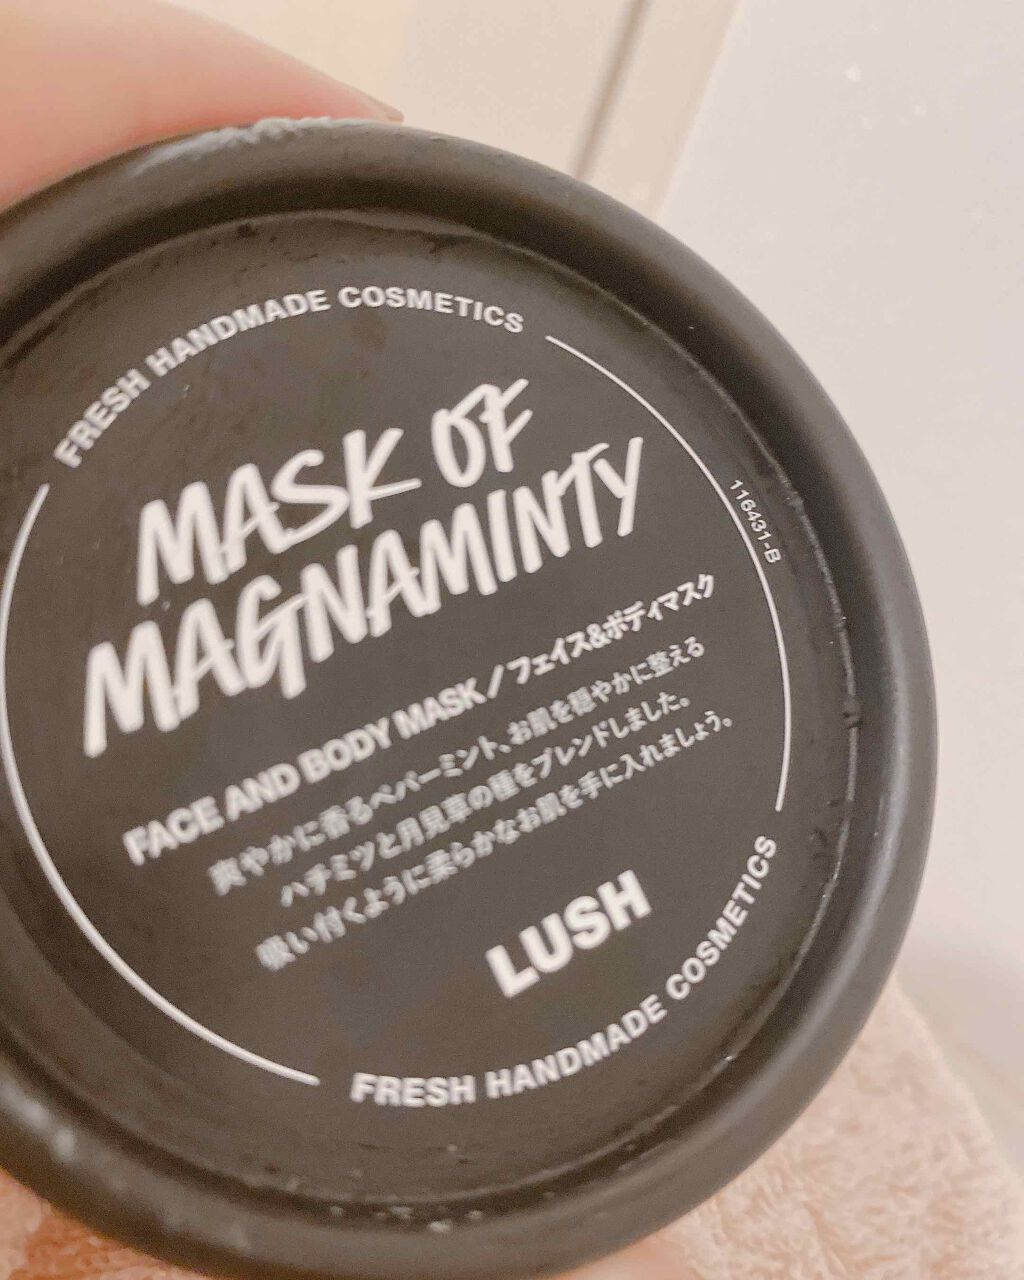 FRESH HANDMADE COSMETICS
MASK OF
MAGNAMINTY
116431-B
FACE AND BODY MASK／フェイス&ボディマスク
爽やかに香るペパーミント、お肌を穏やかに整える
ハチミツと月見草の種をブレンドしました。
吸い付くように柔らかなお肌を手に入れましょう。
LUSH
FRESH HANDMADE COSMETICS